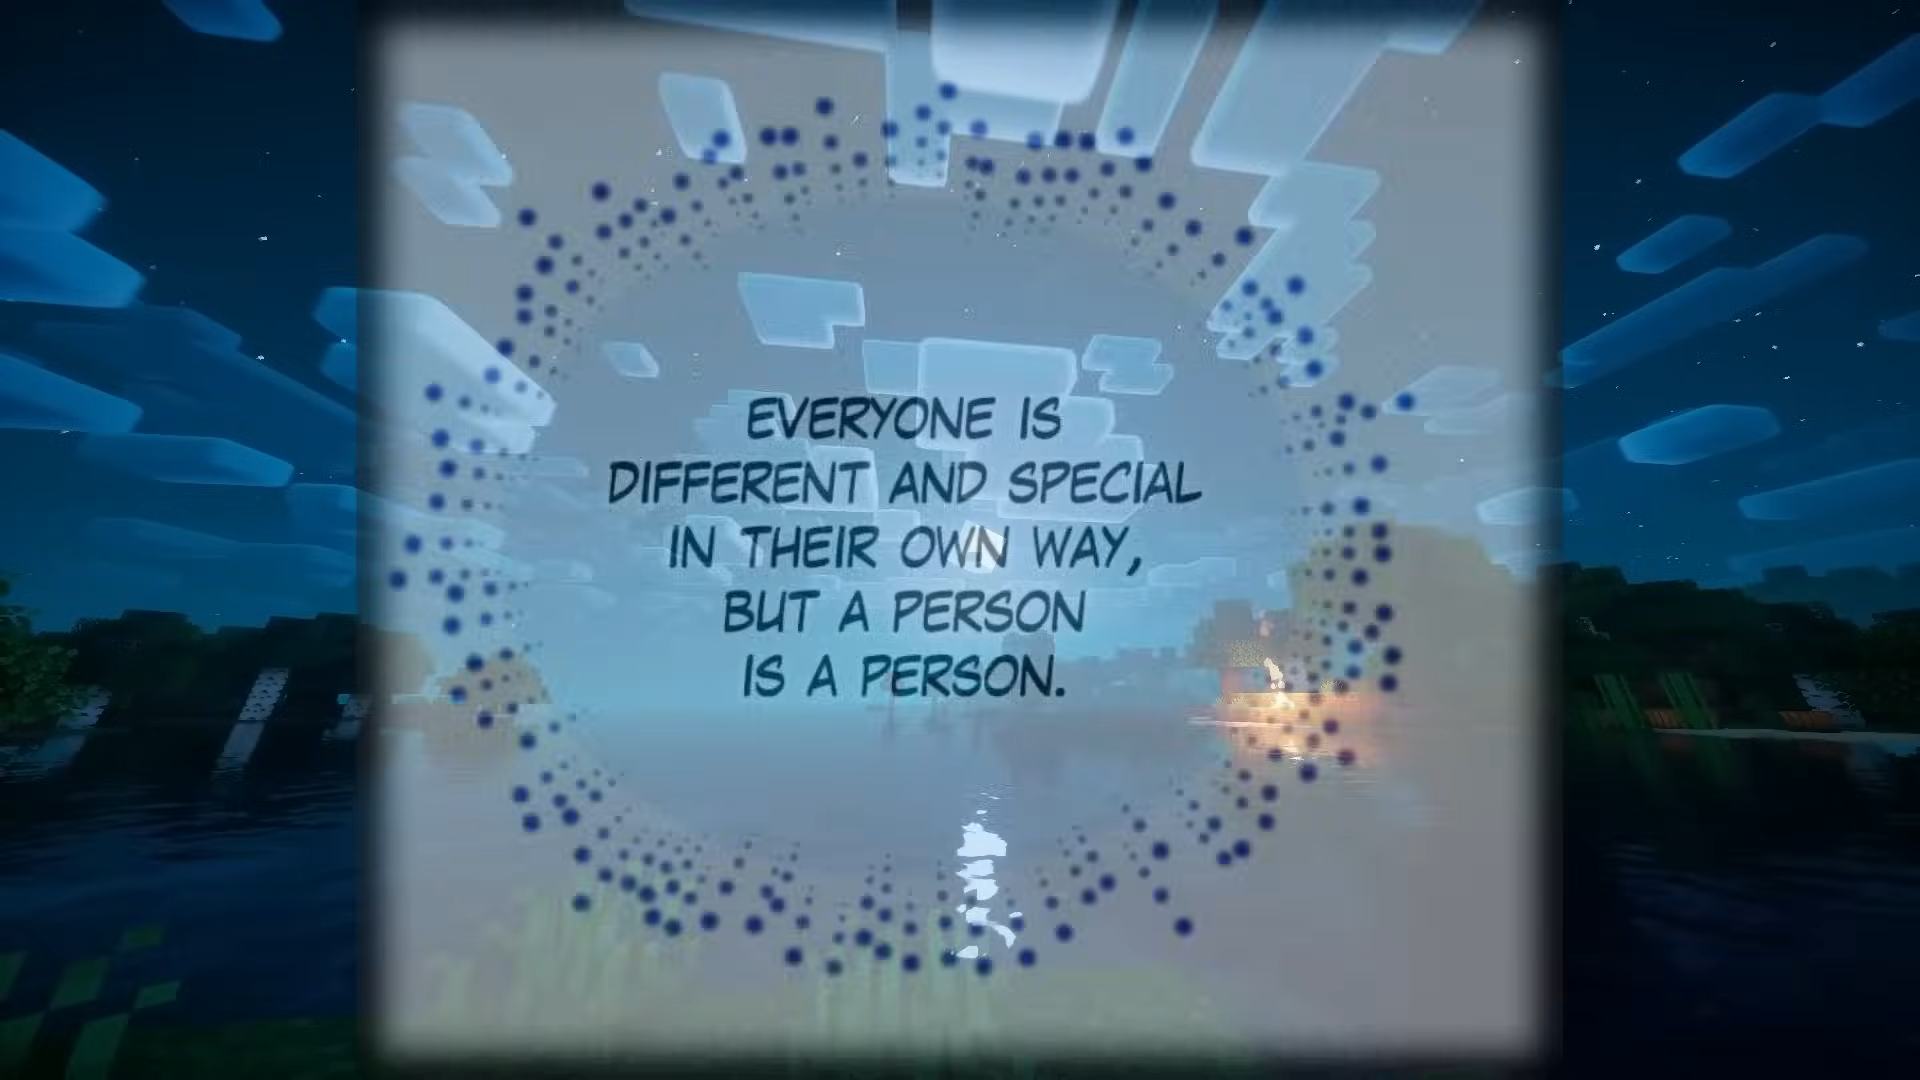 EVERYONE IS
DIFFERENT AND SPECIAL
IN THEIR OWN WAY,
BUT A PERSON
IS A PERSON.